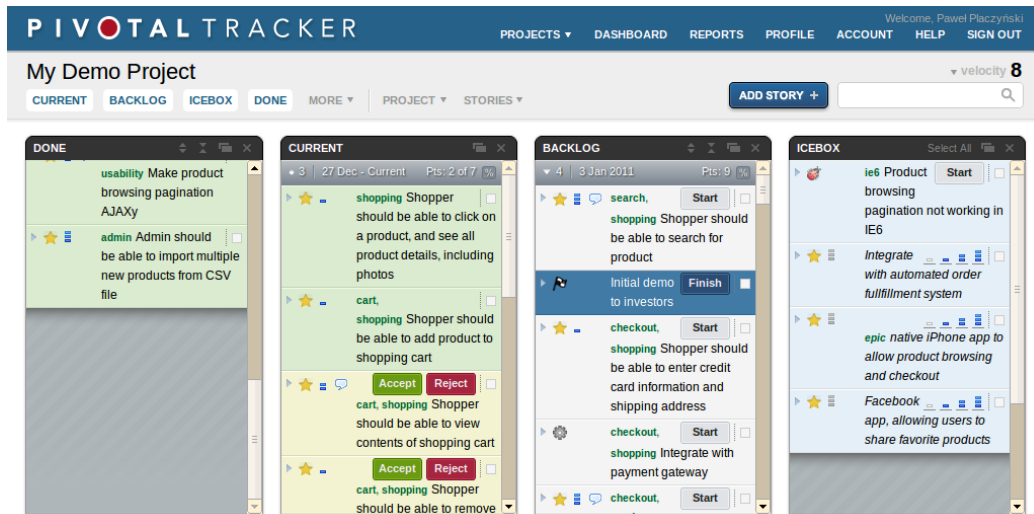 PIVOTAL TRACKER
Welcome, Paweł Płaczyński
PROJECTS ▾ DASHBOARD REPORTS PROFILE ACCOUNT HELP SIGN OUT
My Demo Project
velocity 8
CURRENT BACKLOG ICEBOX DONE MORE ▾ PROJECT ▾ STORIES ▾
ADD STORY +
DONE
usability Make product
browsing pagination
AJAXy
admin Admin should
be able to import multiple
new products from CSV
file
CURRENT
3 27 Dec - Current Pts: 2 of 7 %
shopping Shopper
should be able to click on
a product, and see all
product details, including
photos
cart,
shopping Shopper should
be able to add product to
shopping cart
Accept Reject
cart, shopping Shopper
should be able to view
contents of shopping cart
Accept Reject
cart, shopping Shopper
should be able to remove
BACKLOG
4 3 Jan 2011 Pts: 9 %
search, Start
shopping Shopper should
be able to search for
product
Initial demo Finish
to investors
checkout, Start
shopping Shopper should
be able to enter credit
card information and
shipping address
checkout, Start
shopping Integrate with
payment gateway
checkout, Start
ICEBOX Select All
ie6 Product Start
browsing
pagination not working in
IE6
Integrate
with automated order
fullfillment system
epic native iPhone app to
allow product browsing
and checkout
Facebook
app, allowing users to
share favorite products